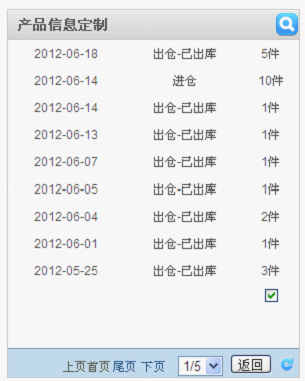 产品信息定制
2012-06-18 出仓-已出库 5件
2012-06-14 进仓 10件
2012-06-14 出仓-已出库 1件
2012-06-13 出仓-已出库 1件
2012-06-07 出仓-已出库 1件
2012-06-05 出仓-已出库 1件
2012-06-04 出仓-已出库 2件
2012-06-01 出仓-已出库 1件
2012-05-25 出仓-已出库 3件
上页首页 尾页 下页 1/5 返回